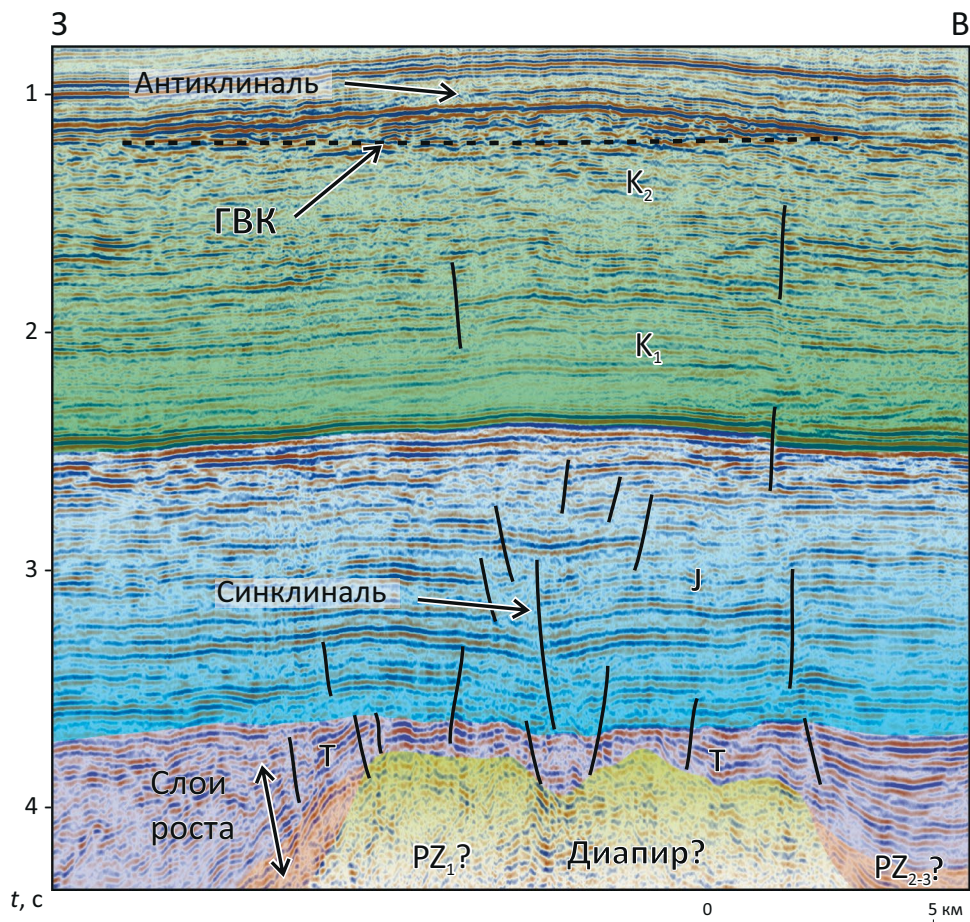 З В
1
Антиклиналь
K₂
ГВК
2
K₁
3
J
Синклиналь
T
T
Слои
роста
4
PZ₁?
Диапир?
PZ₂₋₃?
t, с
0 5 км